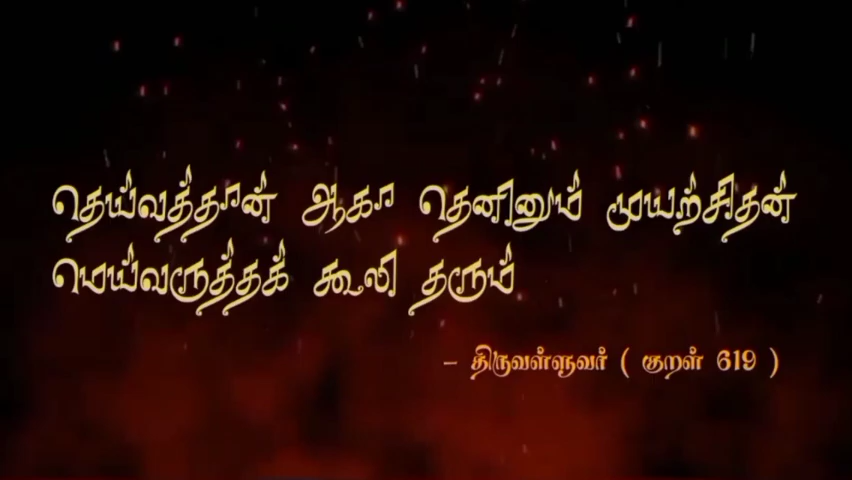 தெய்வத்தான் ஆகா தெனினும் முயற்சிதன்
மெய்வருத்தக் கூலி தரும்
- திருவள்ளுவர் ( குறள் 619 )